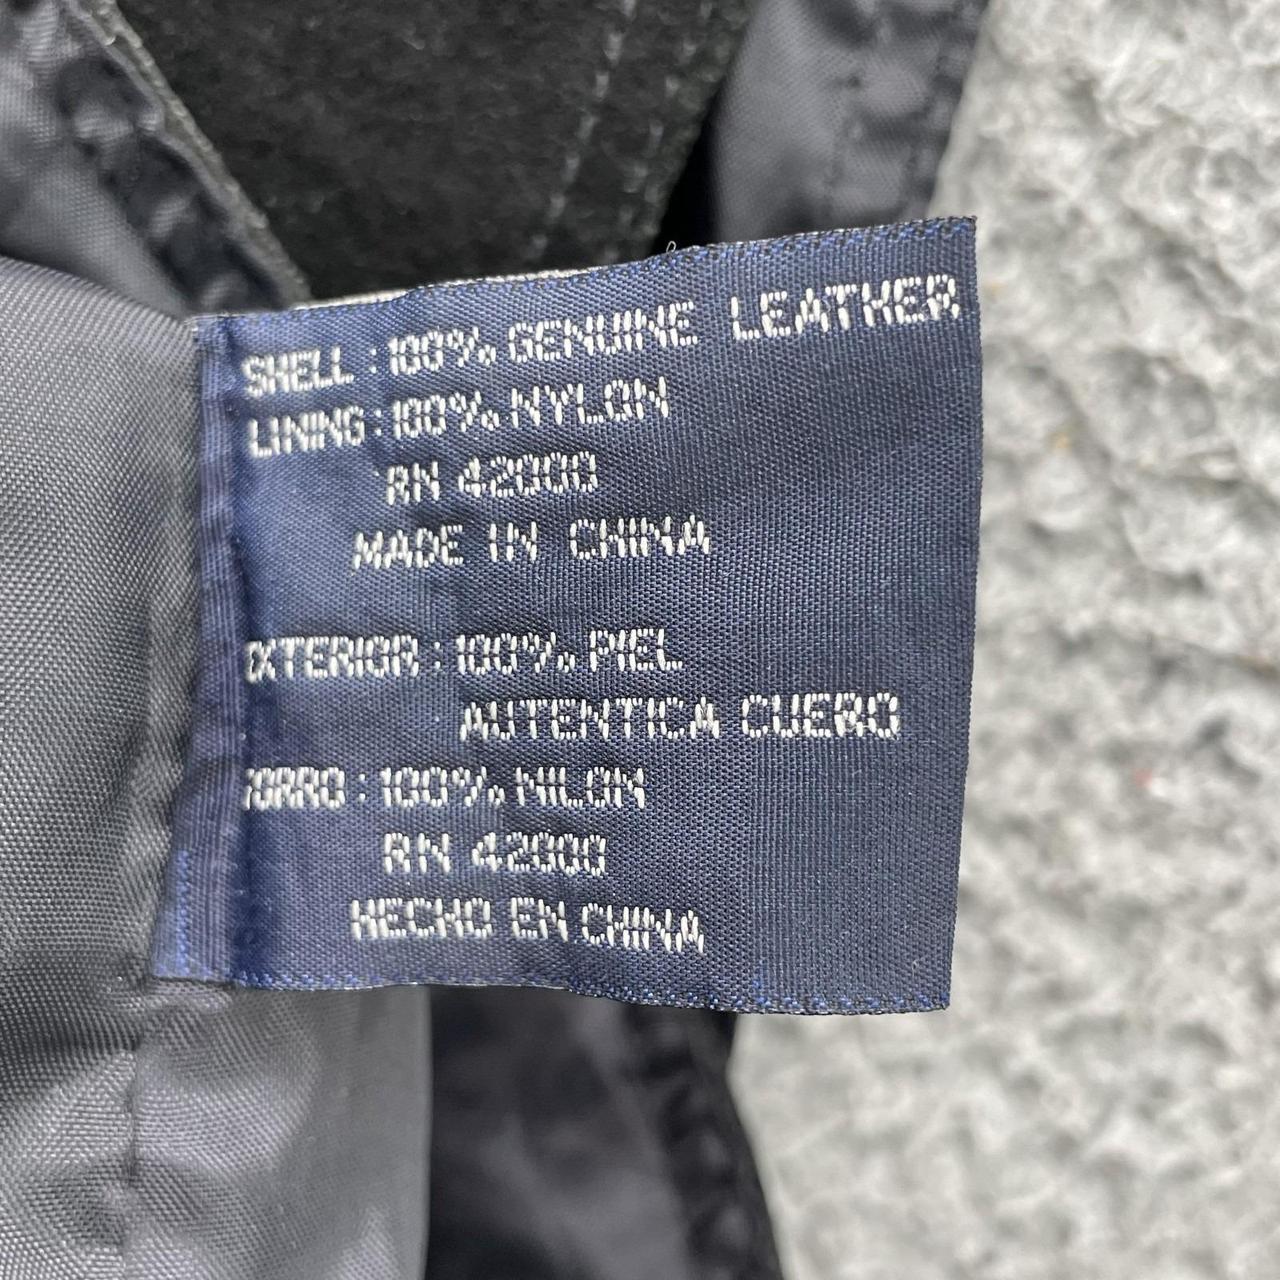 SHELL : 100% GENUINE LEATHER
LINING : 100% NYLON
RN 42000
MADE IN CHINA
EXTERIOR : 100% PIEL
AUTENTICA CUERO
FORRO : 100% NILON
RN 42000
HECHO EN CHINA